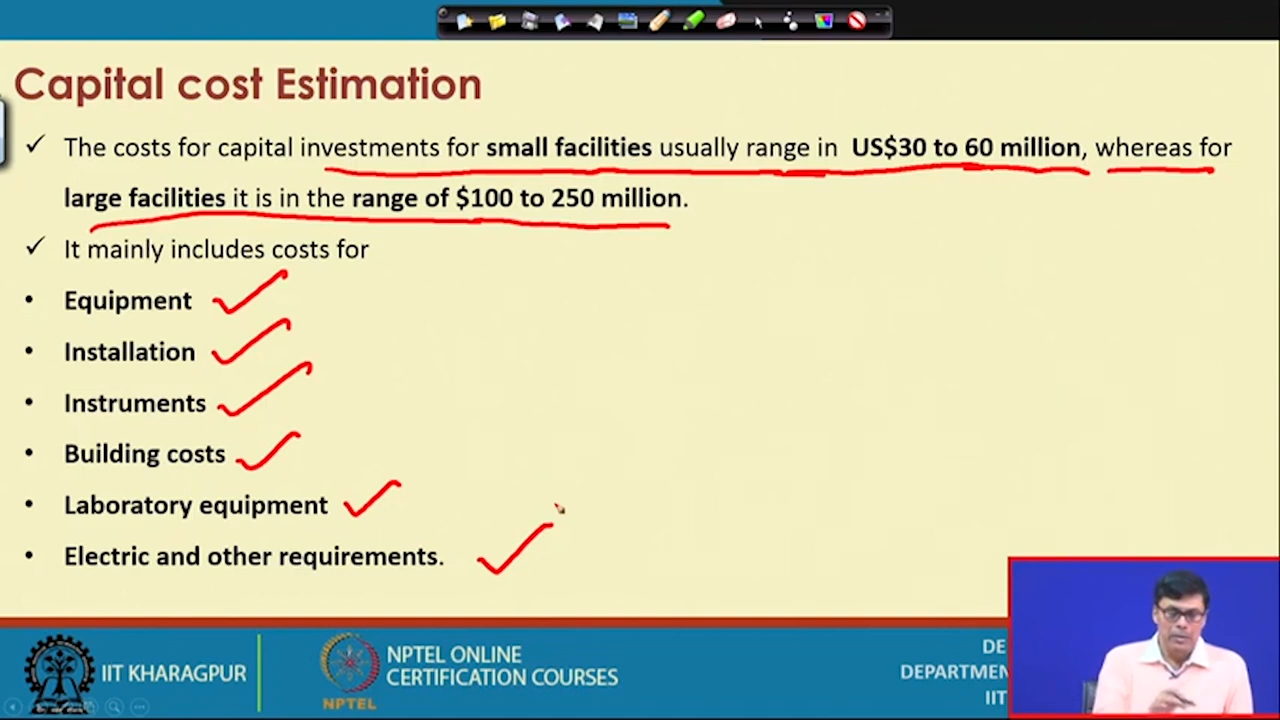 Capital cost Estimation
✓ The costs for capital investments for small facilities usually range in US$30 to 60 million, whereas for
large facilities it is in the range of $100 to 250 million.
✓ It mainly includes costs for
• Equipment
• Installation
• Instruments
• Building costs
• Laboratory equipment
• Electric and other requirements.
IIT KHARAGPUR
NPTEL
NPTEL ONLINE
CERTIFICATION COURSES
DE
DEPARTMEN
IIT